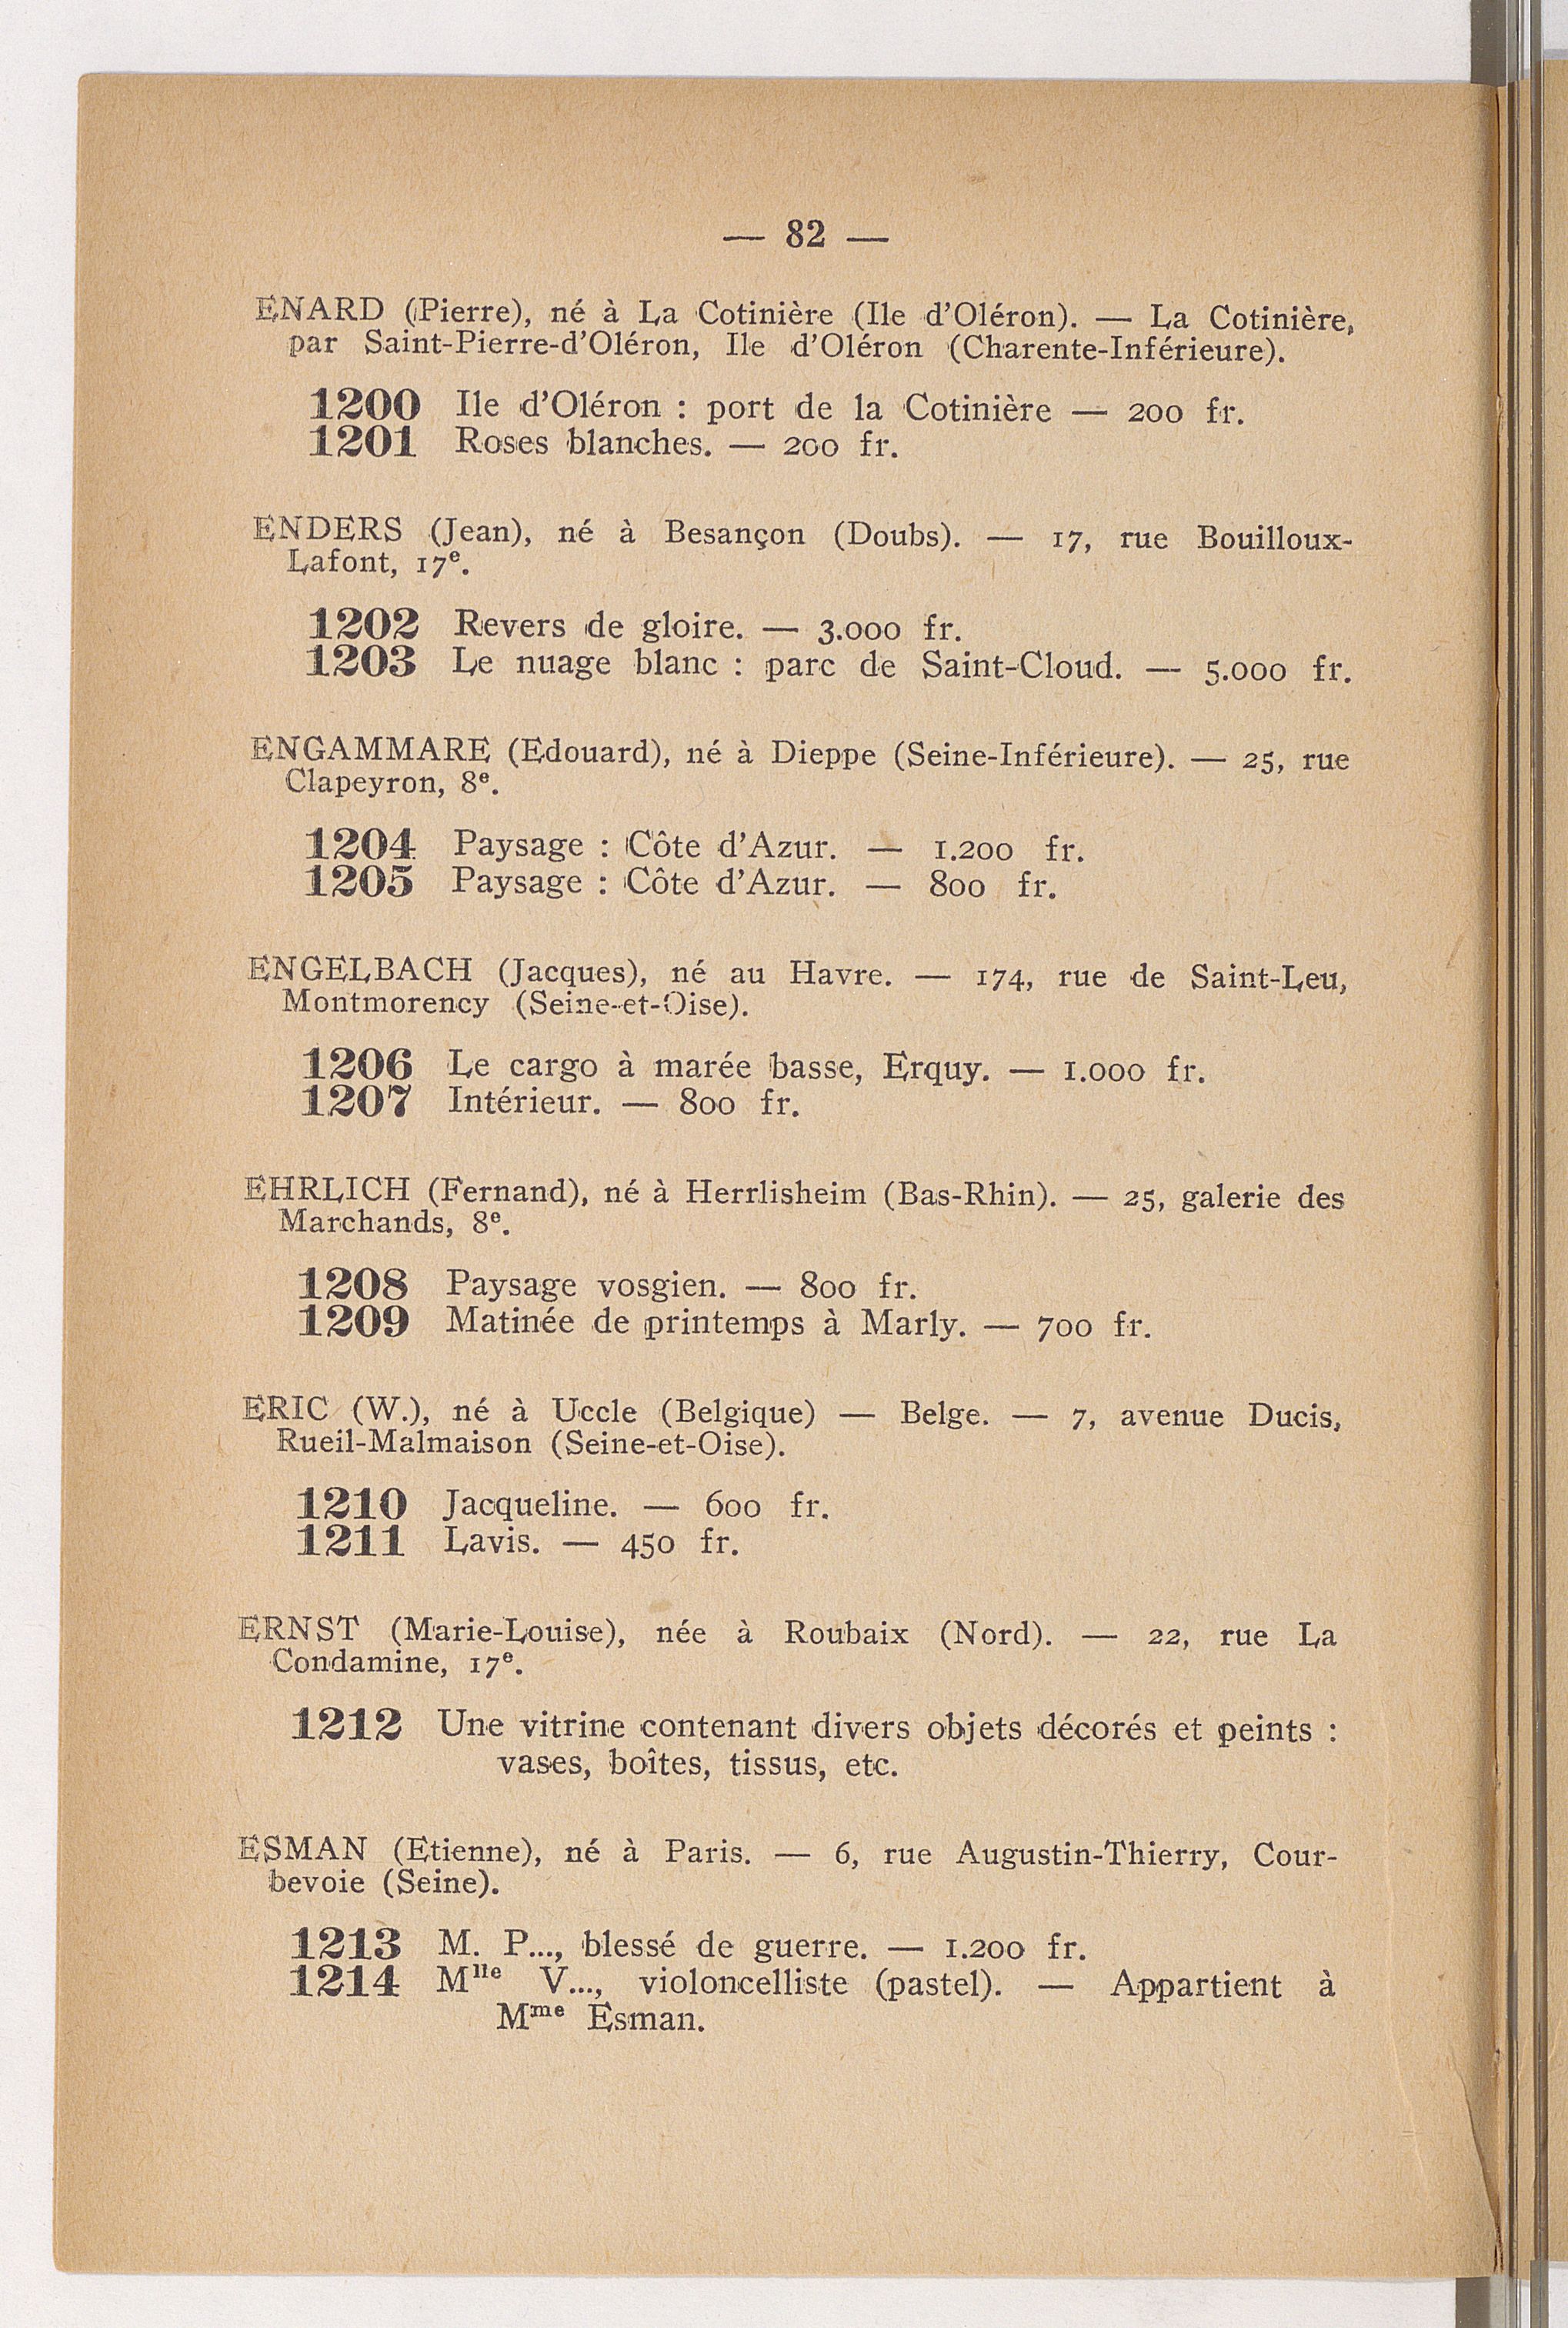 — 82 —
ENARD (Pierre), né à La Cotinière (Ile d'Oléron). — La Cotinière,
par Saint-Pierre-d'Oléron, Ile d'Oléron (Charente-Inférieure).
1200 Ile d'Oléron : port de la Cotinière — 200 fr.
1201 Roses blanches. — 200 fr.
ENDERS (Jean), né à Besançon (Doubs). — 17, rue Bouilloux-
Lafont, 17e.
1202 Revers de gloire. — 3.000 fr.
1203 Le nuage blanc : parc de Saint-Cloud. — 5.000 fr.
ENGAMMARE (Edouard), né à Dieppe (Seine-Inférieure). — 25, rue
Clapeyron, 8e.
1204 Paysage : Côte d'Azur. — 1.200 fr.
1205 Paysage : Côte d'Azur. — 800 fr.
ENGELBACH (Jacques), né au Havre. — 174, rue de Saint-Leu,
Montmorency (Seine-et-Oise).
1206 Le cargo à marée basse, Erquy. — 1.000 fr.
1207 Intérieur. — 800 fr.
EHRLICH (Fernand), né à Herrlisheim (Bas-Rhin). — 25, galerie des
Marchands, 8e.
1208 Paysage vosgien. — 800 fr.
1209 Matinée de printemps à Marly. — 700 fr.
ERIC (W.), né à Uccle (Belgique) — Belge. — 7, avenue Ducis,
Rueil-Malmaison (Seine-et-Oise).
1210 Jacqueline. — 600 fr.
1211 Lavis. — 450 fr.
ERNST (Marie-Louise), née à Roubaix (Nord). — 22, rue La
Condamine, 17e.
1212 Une vitrine contenant divers objets décorés et peints :
vases, boîtes, tissus, etc.
ESMAN (Etienne), né à Paris. — 6, rue Augustin-Thierry, Cour-
bevoie (Seine).
1213 M. P..., blessé de guerre. — 1.200 fr.
1214 Mlle V..., violoncelliste (pastel). — Appartient à
Mme Esman.